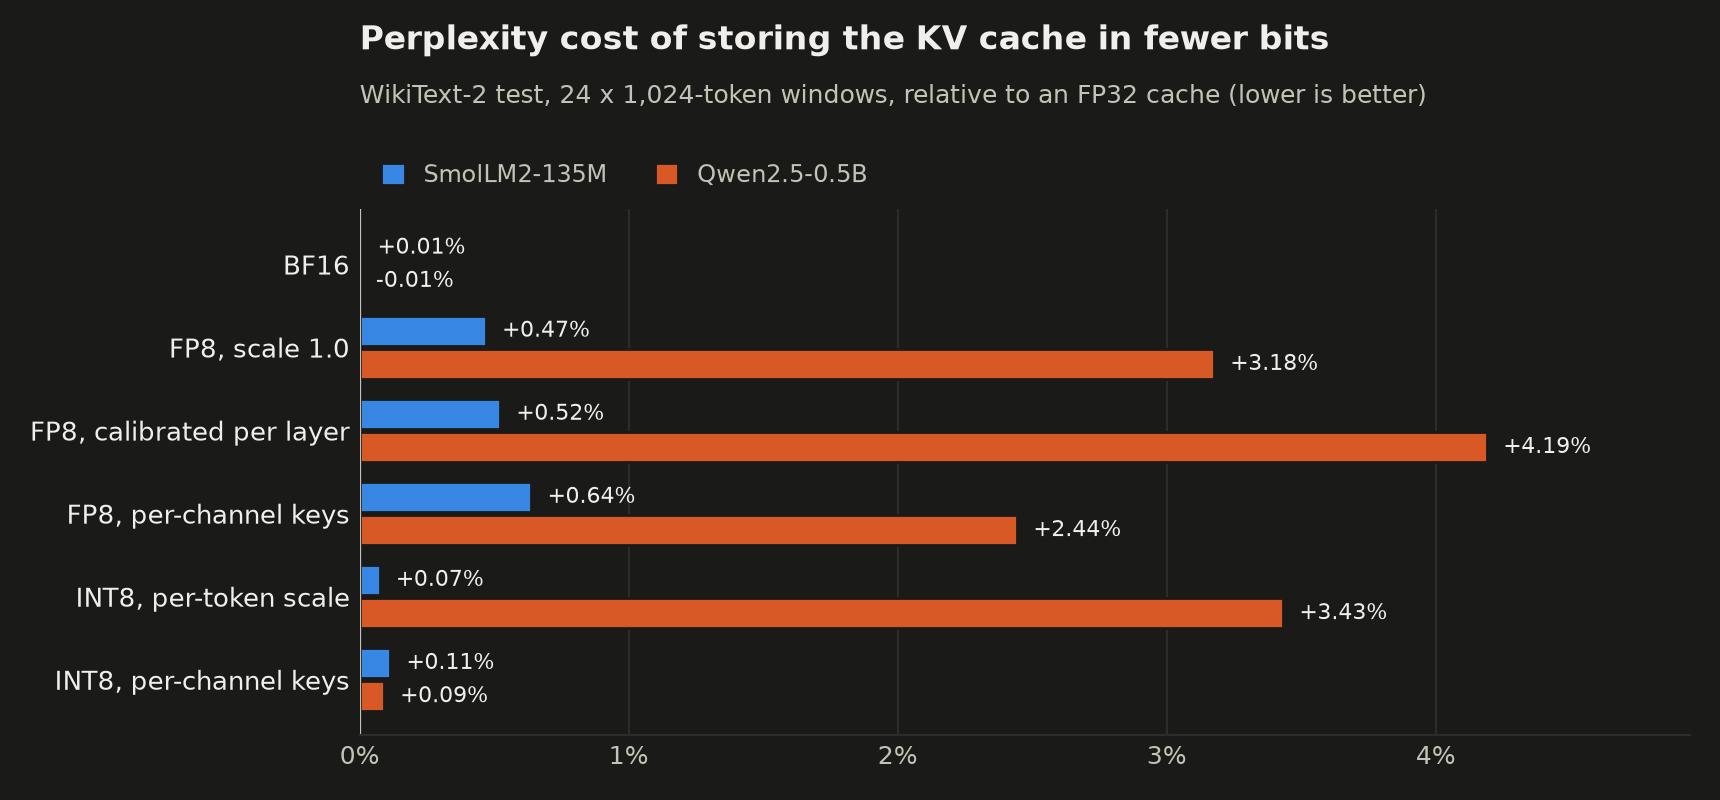 Perplexity cost of storing the KV cache in fewer bits
WikiText-2 test, 24 x 1,024-token windows, relative to an FP32 cache (lower is better)
SmolLM2-135M
Qwen2.5-0.5B
BF16
+0.01%
-0.01%
FP8, scale 1.0
+0.47%
+3.18%
FP8, calibrated per layer
+0.52%
+4.19%
FP8, per-channel keys
+0.64%
+2.44%
INT8, per-token scale
+0.07%
+3.43%
INT8, per-channel keys
+0.11%
+0.09%
0%
1%
2%
3%
4%